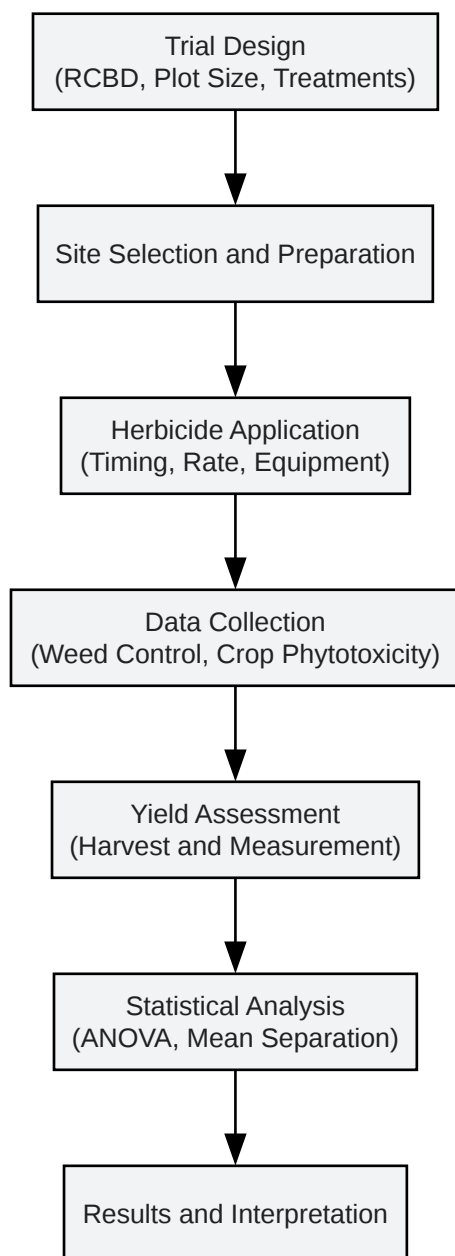 Trial Design
(RCBD, Plot Size, Treatments)
Site Selection and Preparation
Herbicide Application
(Timing, Rate, Equipment)
Data Collection
(Weed Control, Crop Phytotoxicity)
Yield Assessment
(Harvest and Measurement)
Statistical Analysis
(ANOVA, Mean Separation)
Results and Interpretation